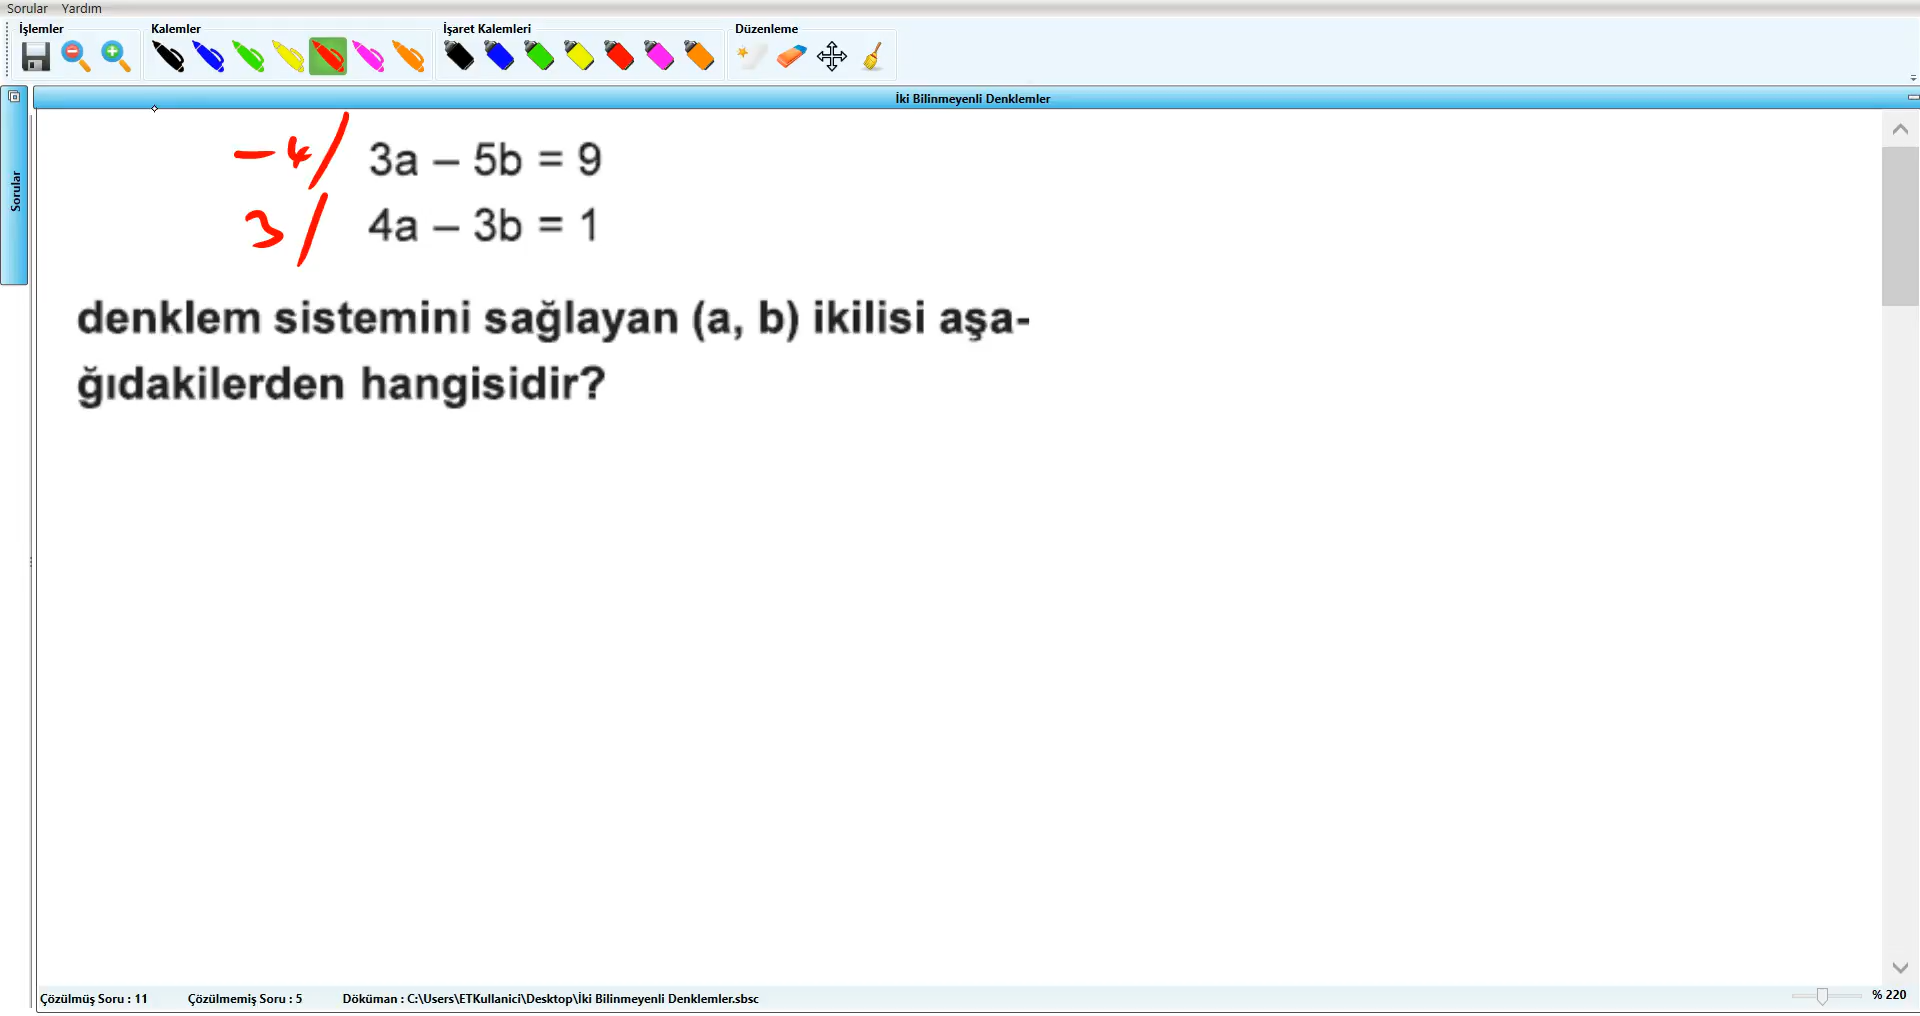 Sorular Yardım
İşlemler Kalemler İşaret Kalemleri Düzenleme
İki Bilinmeyenli Denklemler
Sorular
-4/ 3a – 5b = 9
3/ 4a – 3b = 1
denklem sistemini sağlayan (a, b) ikilisi aşa-
ğıdakilerden hangisidir?
Çözülmüş Soru : 11 Çözülmemiş Soru : 5 Döküman : C:\Users\ETKullanici\Desktop\İki Bilinmeyenli Denklemler.sbsc % 220